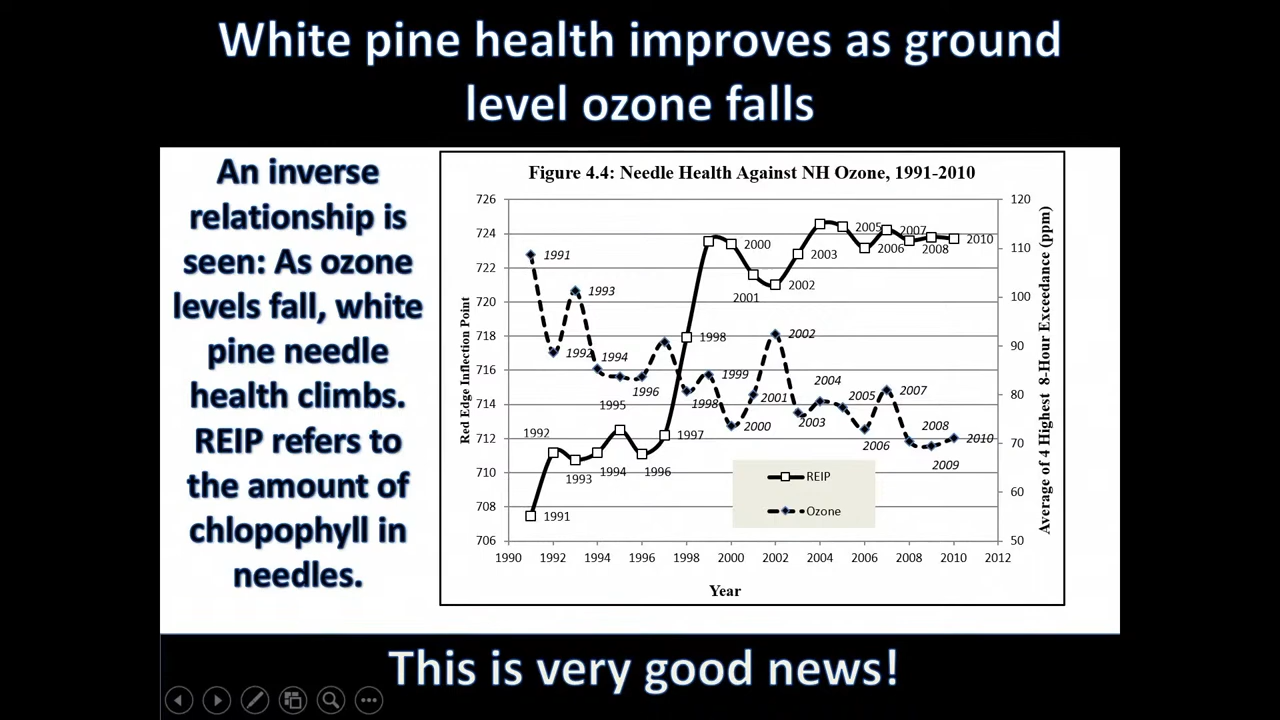 White pine health improves as ground
level ozone falls
An inverse
relationship is
seen: As ozone
levels fall, white
pine needle
health climbs.
REIP refers to
the amount of
chlopophyll in
needles.
Figure 4.4: Needle Health Against NH Ozone, 1991-2010
Red Edge Inflection Point
726
724
722
720
718
716
714
712
710
708
706
1991
1992
1993
1994
1995
1996
1998
1999
2000
2001
2002
2003
2004
2005
2006
2007
2008
2009
2010
1991
1992
1993
1994
1996
1997
1998
2000
2001
2002
2003
2005
2006
2007
2008
2010
REIP
Ozone
120
110
100
90
80
70
60
50
Average of 4 Highest 8-Hour Exceedance (ppm)
1990 1992 1994 1996 1998 2000 2002 2004 2006 2008 2010 2012
Year
This is very good news!